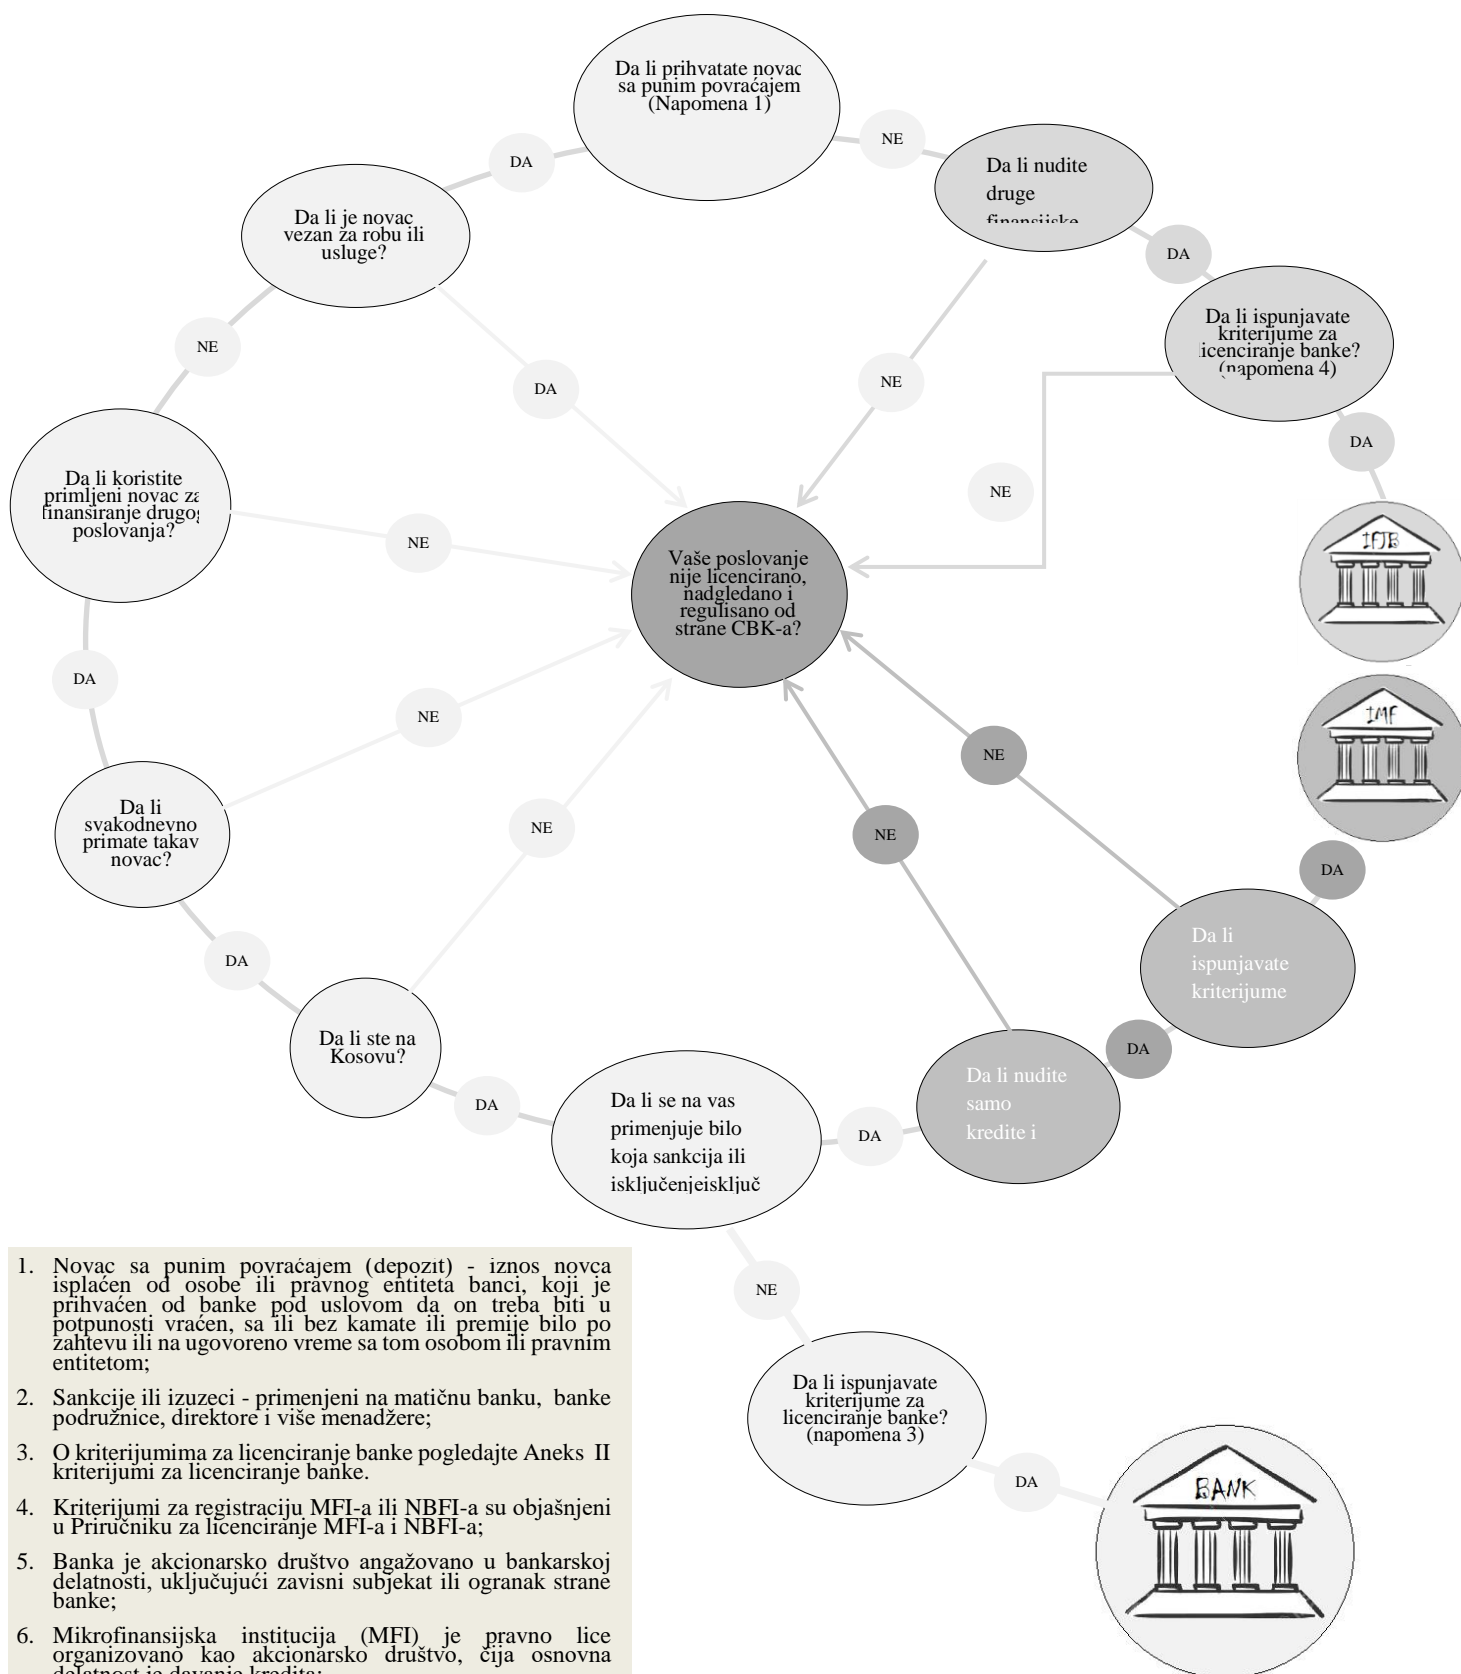 Da li prihvatate novac
sa punim povraćajem
(Napomena 1)
NE
DA
Da li nudite
druge
finansijske
Da li je novac
vezan za robu ili
usluge?
DA
Da li ispunjavate
kriterijume za
licenciranje banke?
(napomena 4)
NE
NE
DA
DA
Da li koristite
primljeni novac za
finansiranje drugog
poslovanja?
NE
NE
Vaše poslovanje
nije licencirano,
nadgledano i
regulisano od
strane CBK-a?
IFJB
DA
NE
IMF
NE
Da li
svakodnevno
primate takav
novac?
NE
NE
DA
DA
Da li
ispunjavate
kriterijume
Da li ste na
Kosovu?
DA
Da li nudite
samo
kredite i
DA
Da li se na vas
primenjuje bilo
koja sankcija ili
isključenjeisključ
DA
NE
1. Novac sa punim povraćajem (depozit) - iznos novca
isplaćen od osobe ili pravnog entiteta banci, koji je
prihvaćen od banke pod uslovom da on treba biti u
potpunosti vraćen, sa ili bez kamate ili premije bilo po
zahtevu ili na ugovoreno vreme sa tom osobom ili pravnim
entitetom;
2. Sankcije ili izuzeci - primenjeni na matičnu banku, banke
podružnice, direktore i više menadžere;
3. O kriterijumima za licenciranje banke pogledajte Aneks II
kriterijumi za licenciranje banke.
4. Kriterijumi za registraciju MFI-a ili NBFI-a su objašnjeni
u Priručniku za licenciranje MFI-a i NBFI-a;
5. Banka je akcionarsko društvo angažovano u bankarskoj
delatnosti, uključujući zavisni subjekat ili ogranak strane
banke;
6. Mikrofinansijska institucija (MFI) je pravno lice
organizovano kao akcionarsko društvo, čija osnovna
delatnost je davanje kredita;
Da li ispunjavate
kriterijume za
licenciranje banke?
(napomena 3)
DA
BANK